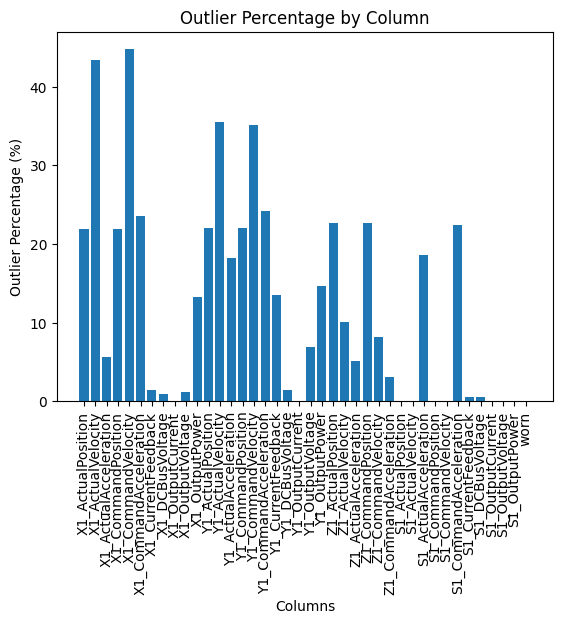 Outlier Percentage by Column
Outlier Percentage (%)
40
30
20
10
0
X1_ActualPosition
X1_ActualVelocity
X1_ActualAcceleration
X1_CommandPosition
X1_CommandVelocity
X1_CommandAcceleration
X1_CurrentFeedback
X1_DCBusVoltage
X1_OutputCurrent
X1_OutputVoltage
X1_OutputPower
Y1_ActualPosition
Y1_ActualVelocity
Y1_ActualAcceleration
Y1_CommandPosition
Y1_CommandVelocity
Y1_CommandAcceleration
Y1_CurrentFeedback
Y1_DCBusVoltage
Y1_OutputCurrent
Y1_OutputVoltage
Y1_OutputPower
Z1_ActualPosition
Z1_ActualVelocity
Z1_ActualAcceleration
Z1_CommandPosition
Z1_CommandVelocity
Z1_CommandAcceleration
S1_ActualPosition
S1_ActualVelocity
S1_ActualAcceleration
S1_CommandPosition
S1_CommandVelocity
S1_CommandAcceleration
S1_CurrentFeedback
S1_DCBusVoltage
S1_OutputCurrent
S1_OutputVoltage
S1_OutputPower
worn
Columns